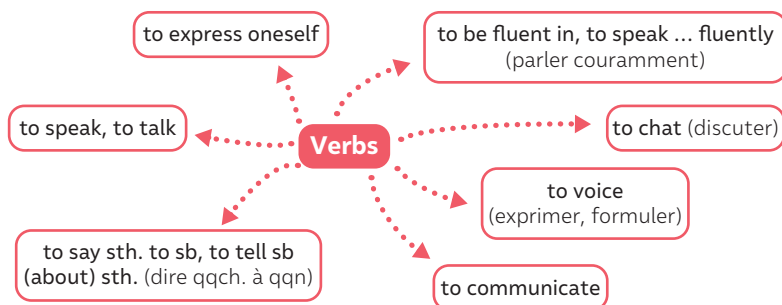 to express oneself
to be fluent in, to speak ... fluently
(parler couramment)
to speak, to talk
Verbs
to chat (discuter)
to voice
(exprimer, formuler)
to say sth. to sb, to tell sb
(about) sth. (dire qqch. à qqn)
to communicate